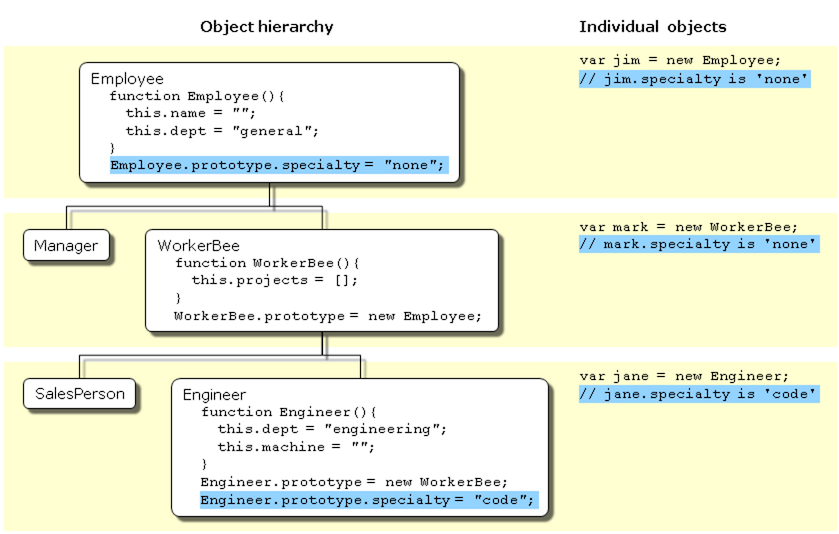 Object hierarchy
Individual objects
Employee
function Employee(){
this.name = "";
this.dept = "general";
}
Employee.prototype.specialty = "none";
var jim = new Employee;
// jim.specialty is 'none'
Manager
WorkerBee
function WorkerBee(){
this.projects = [];
}
WorkerBee.prototype = new Employee;
var mark = new WorkerBee;
// mark.specialty is 'none'
SalesPerson
Engineer
function Engineer(){
this.dept = "engineering";
this.machine = "";
}
Engineer.prototype = new WorkerBee;
Engineer.prototype.specialty = "code";
var jane = new Engineer;
// jane.specialty is 'code'